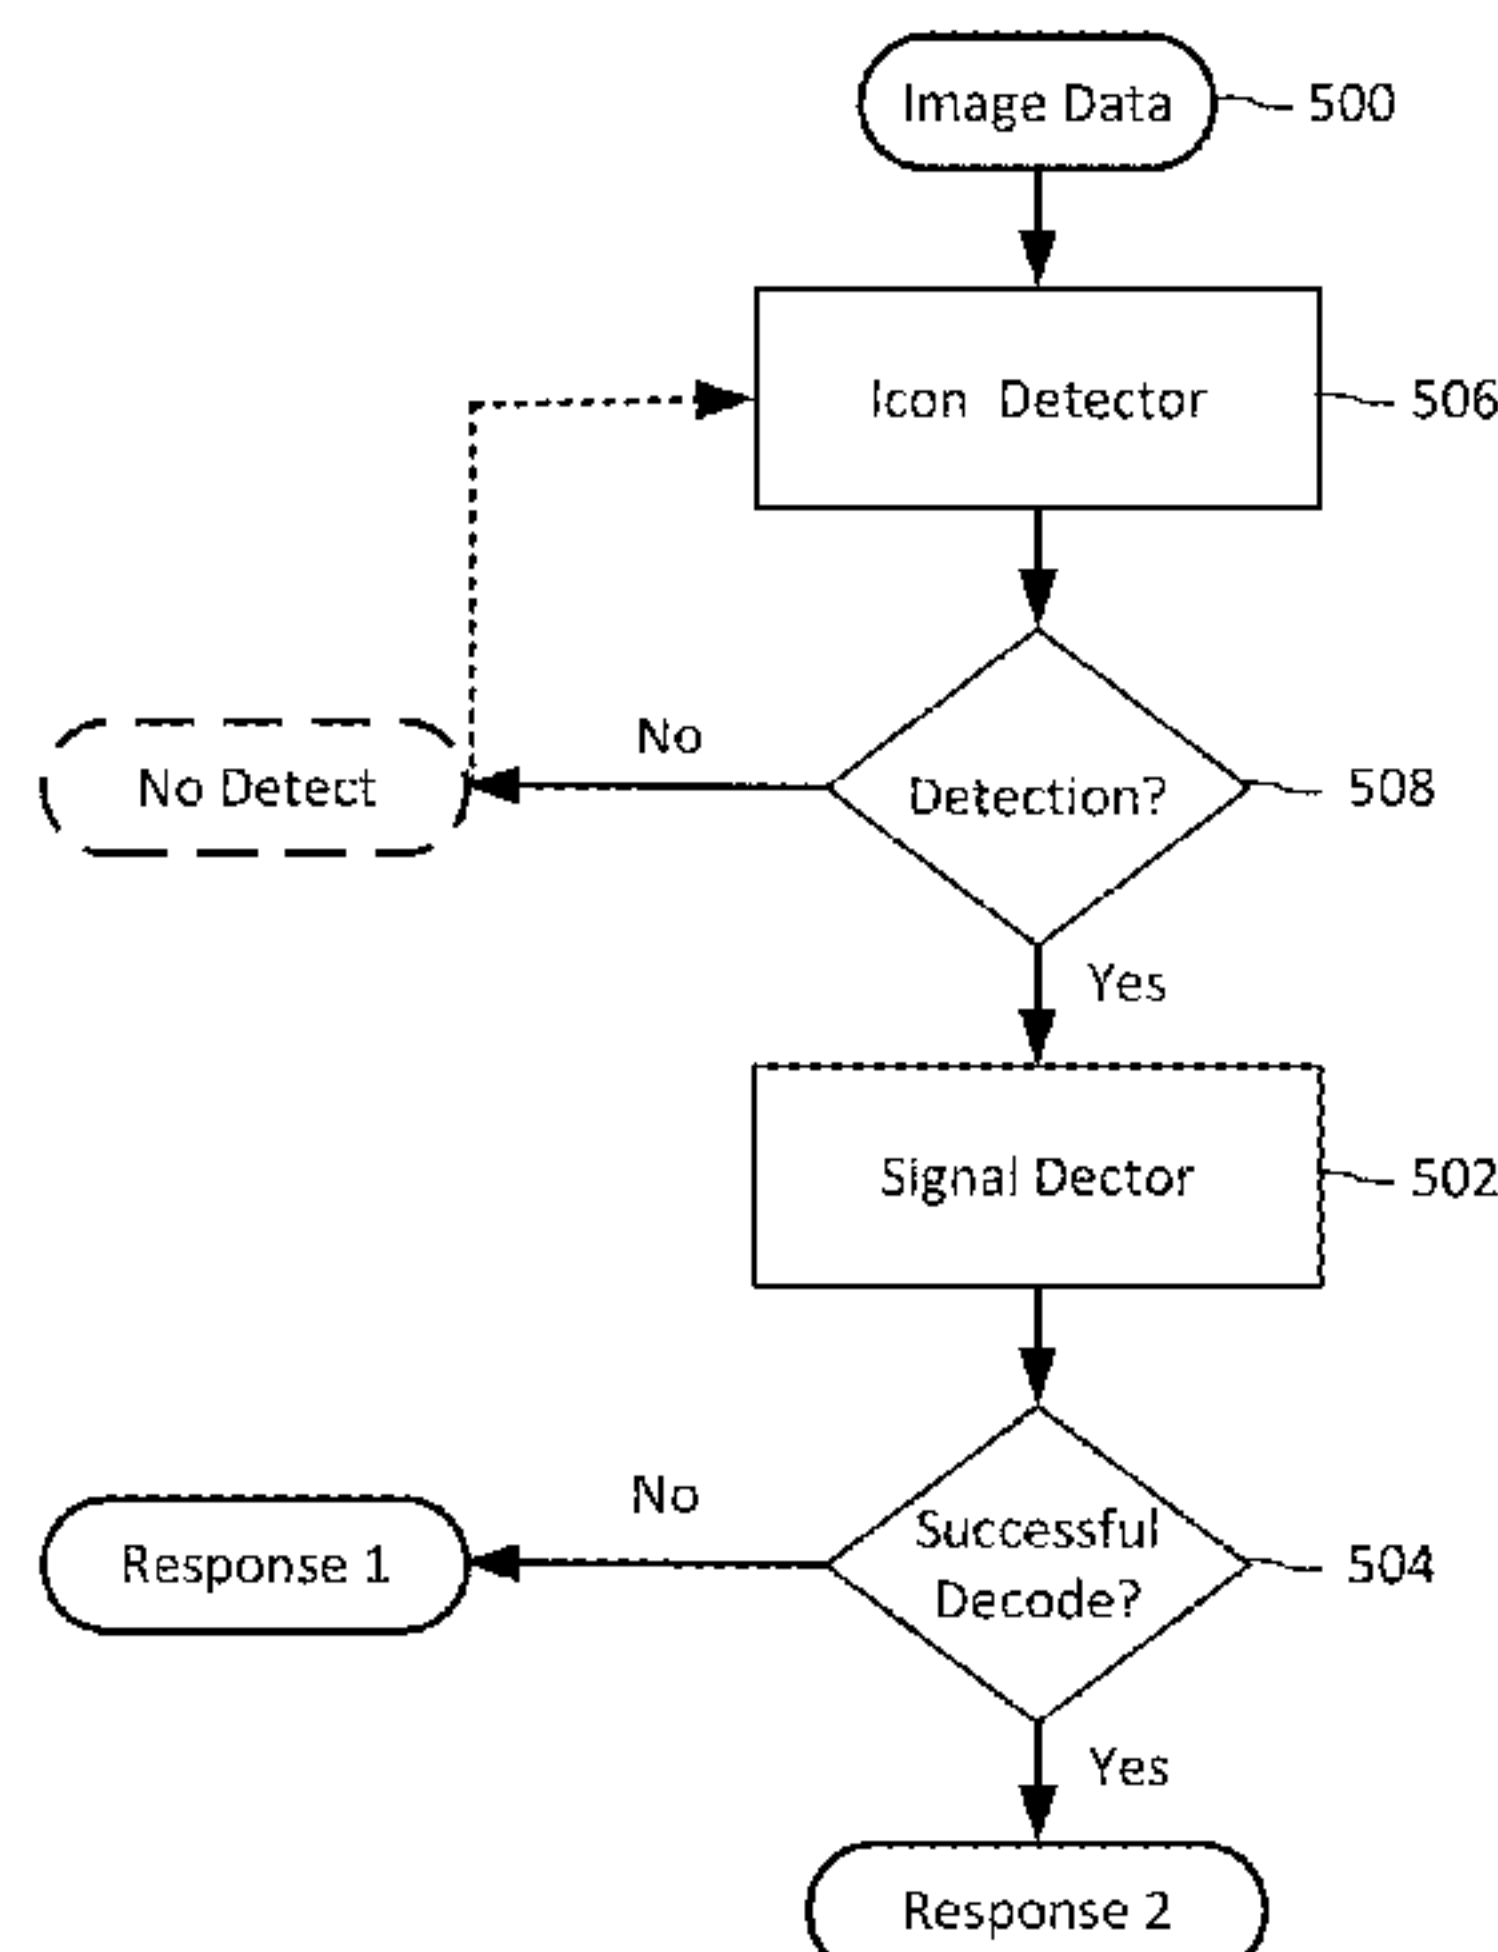 Image Data
500
Icon Detector
506
No
No Detect
Detection?
508
Yes
Signal Dector
502
No
Response 1
Successful
Decode?
504
Yes
Response 2